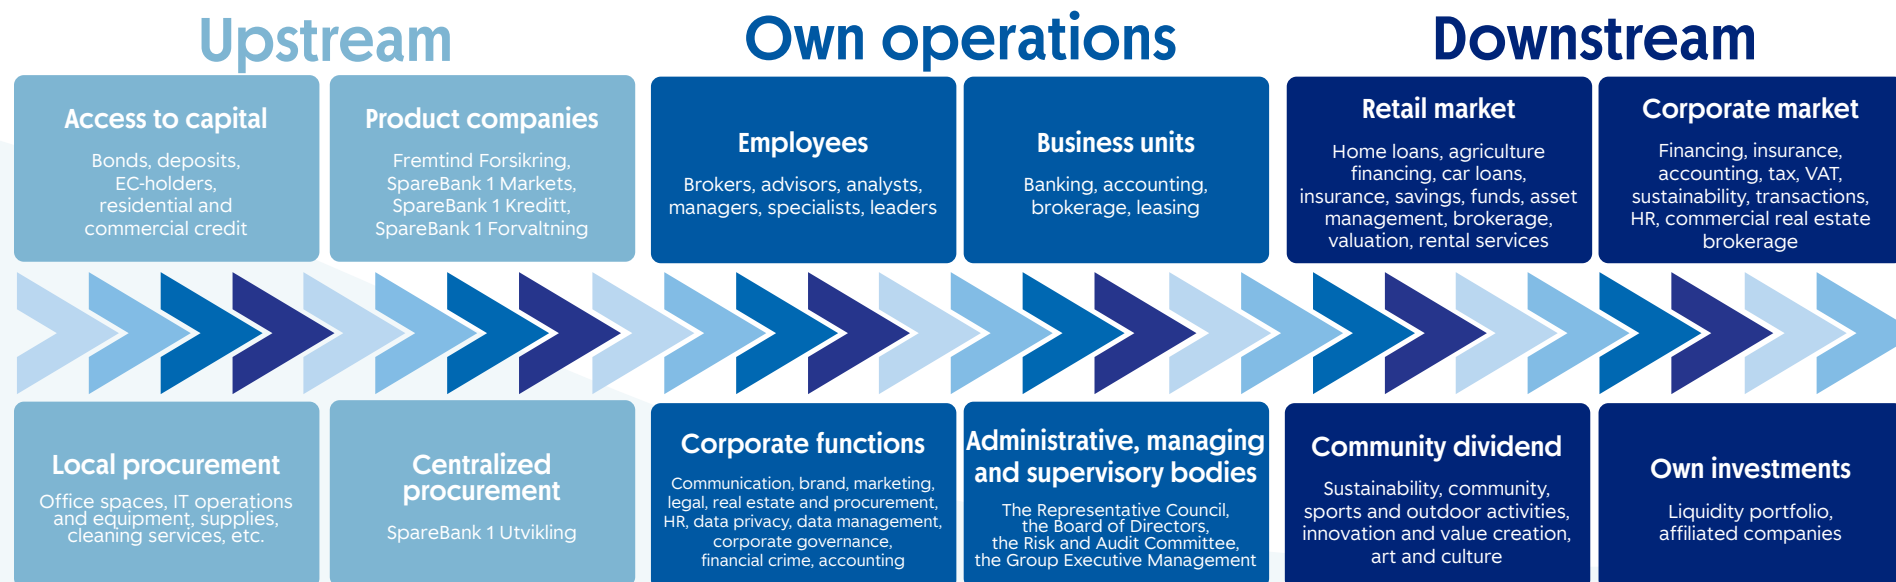 Upstream
Own operations
Downstream
Access to capital
Bonds, deposits,
EC-holders,
residential and
commercial credit
Product companies
Fremtind Forsikring,
SpareBank 1 Markets,
SpareBank 1 Kreditt,
SpareBank 1 Forvaltning
Employees
Brokers, advisors, analysts,
managers, specialists, leaders
Business units
Banking, accounting,
brokerage, leasing
Retail market
Home loans, agriculture
financing, car loans,
insurance, savings, funds, asset
management, brokerage,
valuation, rental services
Corporate market
Financing, insurance,
accounting, tax, VAT,
sustainability, transactions,
HR, commercial real estate
brokerage
Local procurement
Office spaces, IT operations
and equipment, supplies,
cleaning services, etc.
Centralized
procurement
SpareBank 1 Utvikling
Corporate functions
Communication, brand, marketing,
legal, real estate and procurement,
HR, data privacy, data management,
corporate governance,
financial crime, accounting
Administrative, managing
and supervisory bodies
The Representative Council,
the Board of Directors,
the Risk and Audit Committee,
the Group Executive Management
Community dividend
Sustainability, community,
sports and outdoor activities,
innovation and value creation,
art and culture
Own investments
Liquidity portfolio,
affiliated companies